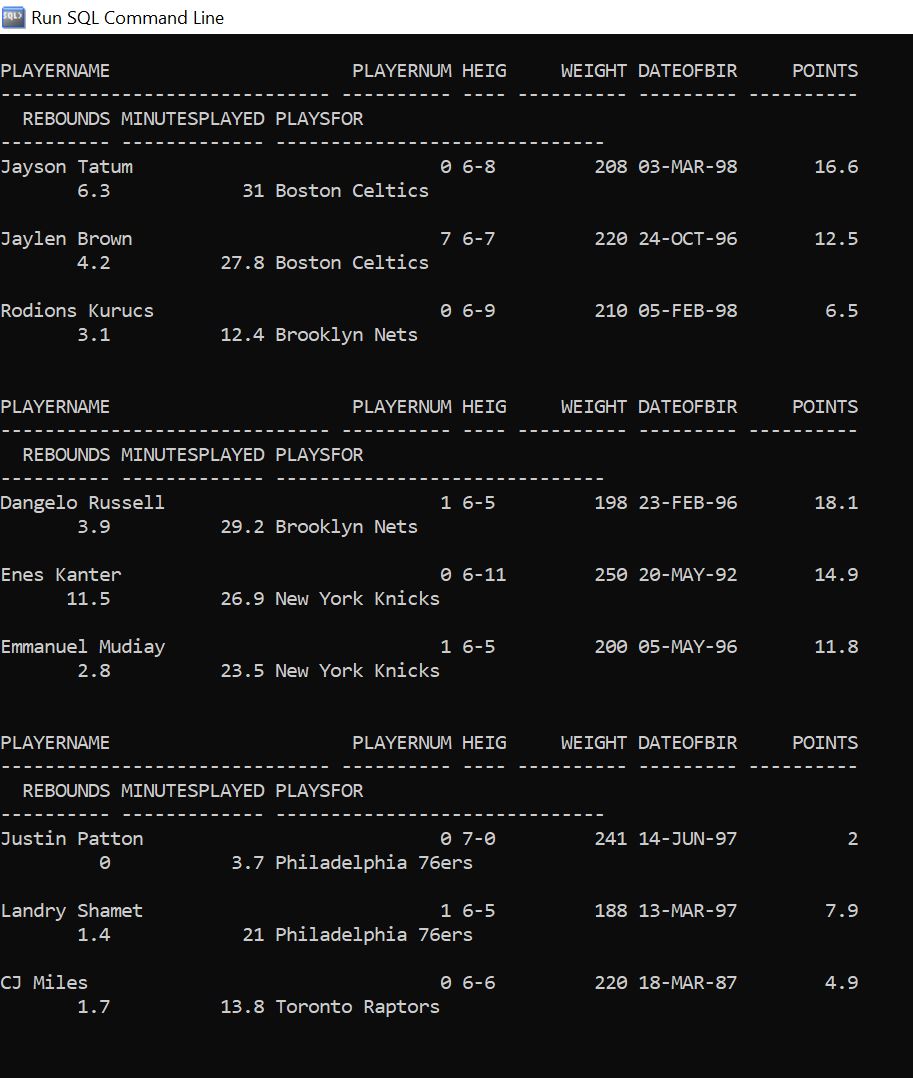 SQL> Run SQL Command Line
PLAYERNAME                      PLAYERNUM HEIG     WEIGHT DATEOFBIR     POINTS
------------------------------ ---------- ---- ---------- --------- ----------
  REBOUNDS MINUTESPLAYED PLAYSFOR
---------- ------------- ------------------------------
Jayson Tatum                            0 6-8         208 03-MAR-98       16.6
       6.3            31 Boston Celtics
Jaylen Brown                            7 6-7         220 24-OCT-96       12.5
       4.2          27.8 Boston Celtics
Rodions Kurucs                          0 6-9         210 05-FEB-98        6.5
       3.1          12.4 Brooklyn Nets
PLAYERNAME                      PLAYERNUM HEIG     WEIGHT DATEOFBIR     POINTS
------------------------------ ---------- ---- ---------- --------- ----------
  REBOUNDS MINUTESPLAYED PLAYSFOR
---------- ------------- ------------------------------
Dangelo Russell                         1 6-5         198 23-FEB-96       18.1
       3.9          29.2 Brooklyn Nets
Enes Kanter                             0 6-11        250 20-MAY-92       14.9
      11.5          26.9 New York Knicks
Emmanuel Mudiay                         1 6-5         200 05-MAY-96       11.8
       2.8          23.5 New York Knicks
PLAYERNAME                      PLAYERNUM HEIG     WEIGHT DATEOFBIR     POINTS
------------------------------ ---------- ---- ---------- --------- ----------
  REBOUNDS MINUTESPLAYED PLAYSFOR
---------- ------------- ------------------------------
Justin Patton                           0 7-0         241 14-JUN-97          2
         0           3.7 Philadelphia 76ers
Landry Shamet                           1 6-5         188 13-MAR-97        7.9
       1.4            21 Philadelphia 76ers
CJ Miles                                0 6-6         220 18-MAR-87        4.9
       1.7          13.8 Toronto Raptors